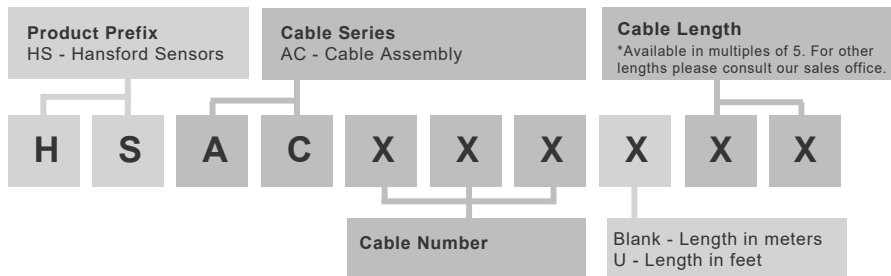 Product Prefix
HS - Hansford Sensors
Cable Series
AC - Cable Assembly
Cable Length
*Available in multiples of 5. For other
lengths please consult our sales office.
H S A C X X X X X X
Cable Number
Blank - Length in meters
U - Length in feet